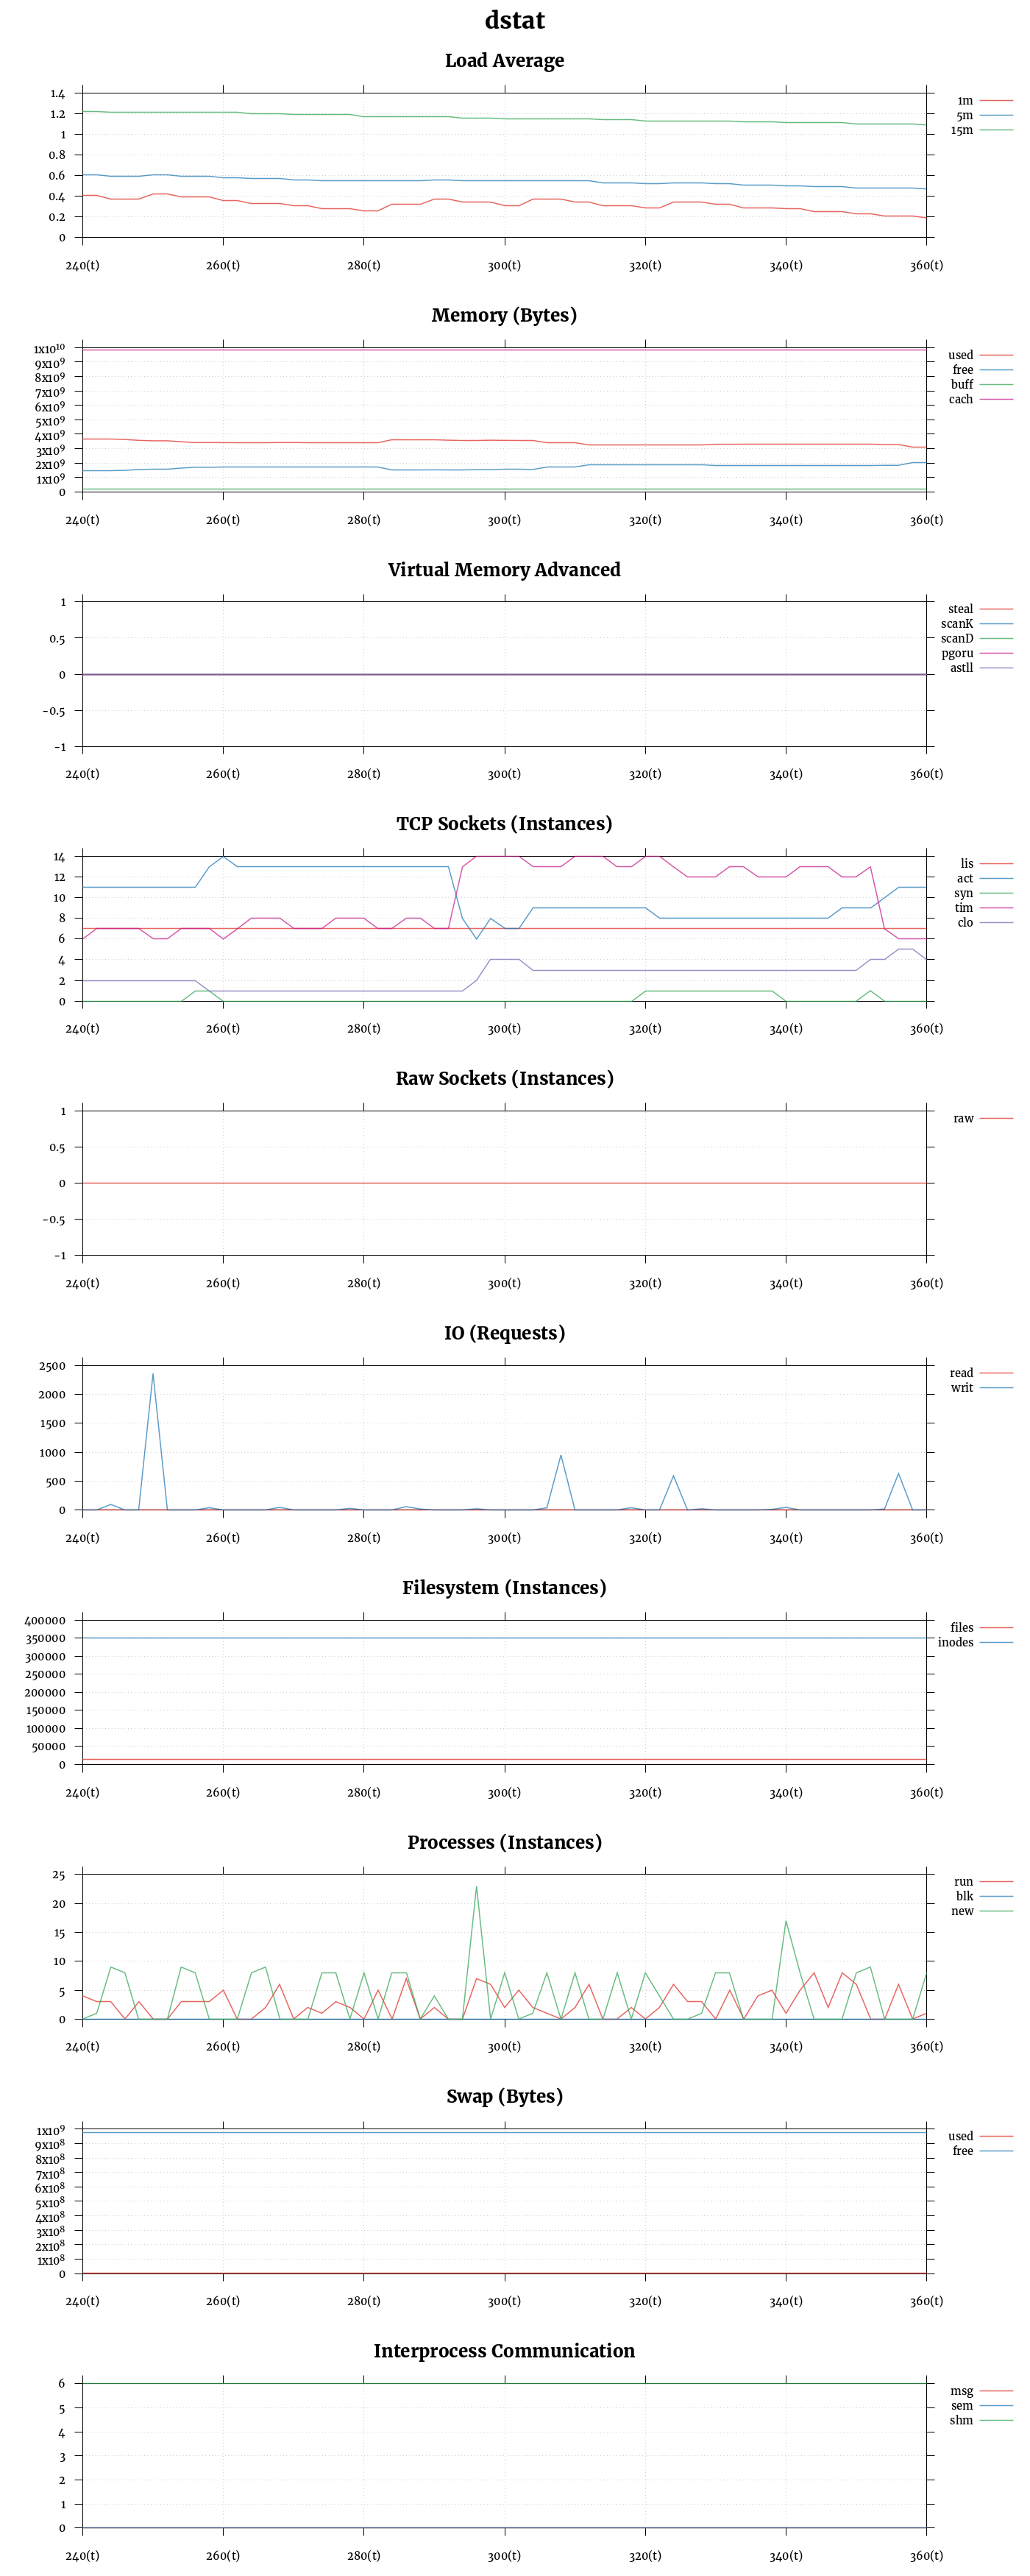 dstat
Load Average
1.4
1.2
1
0.8
0.6
0.4
0.2
0
240(t) 260(t) 280(t) 300(t) 320(t) 340(t) 360(t)
1m
5m
15m
Memory (Bytes)
1x10¹⁰
9x10⁹
8x10⁹
7x10⁹
6x10⁹
5x10⁹
4x10⁹
3x10⁹
2x10⁹
1x10⁹
0
240(t) 260(t) 280(t) 300(t) 320(t) 340(t) 360(t)
used
free
buff
cach
Virtual Memory Advanced
1
0.5
0
-0.5
-1
240(t) 260(t) 280(t) 300(t) 320(t) 340(t) 360(t)
steal
scanK
scanD
pgoru
astll
TCP Sockets (Instances)
14
12
10
8
6
4
2
0
240(t) 260(t) 280(t) 300(t) 320(t) 340(t) 360(t)
lis
act
syn
tim
clo
Raw Sockets (Instances)
1
0.5
0
-0.5
-1
240(t) 260(t) 280(t) 300(t) 320(t) 340(t) 360(t)
raw
IO (Requests)
2500
2000
1500
1000
500
0
240(t) 260(t) 280(t) 300(t) 320(t) 340(t) 360(t)
read
writ
Filesystem (Instances)
400000
350000
300000
250000
200000
150000
100000
50000
0
240(t) 260(t) 280(t) 300(t) 320(t) 340(t) 360(t)
files
inodes
Processes (Instances)
25
20
15
10
5
0
240(t) 260(t) 280(t) 300(t) 320(t) 340(t) 360(t)
run
blk
new
Swap (Bytes)
1x10⁹
9x10⁸
8x10⁸
7x10⁸
6x10⁸
5x10⁸
4x10⁸
3x10⁸
2x10⁸
1x10⁸
0
240(t) 260(t) 280(t) 300(t) 320(t) 340(t) 360(t)
used
free
Interprocess Communication
6
5
4
3
2
1
0
240(t) 260(t) 280(t) 300(t) 320(t) 340(t) 360(t)
msg
sem
shm